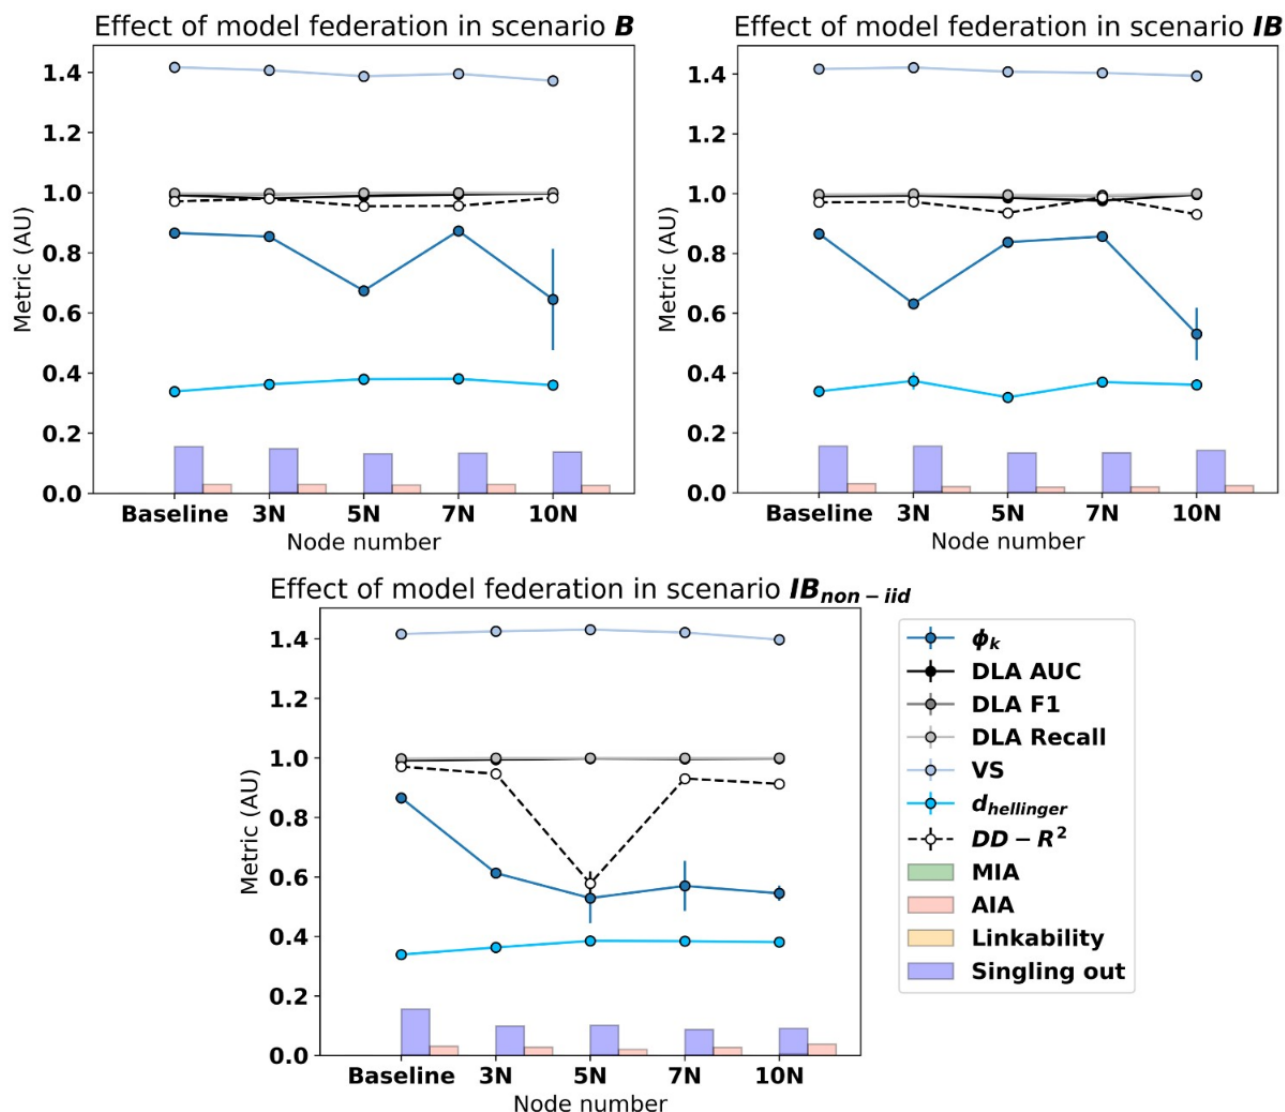 Effect of model federation in scenario B
Metric (AU)
1.4
1.2
1.0
0.8
0.6
0.4
0.2
0.0
Baseline 3N 5N 7N 10N
Node number
Effect of model federation in scenario IB
Metric (AU)
1.4
1.2
1.0
0.8
0.6
0.4
0.2
0.0
Baseline 3N 5N 7N 10N
Node number
Effect of model federation in scenario IB_{non-iid}
Metric (AU)
1.4
1.2
1.0
0.8
0.6
0.4
0.2
0.0
Baseline 3N 5N 7N 10N
Node number
ϕ_k
DLA AUC
DLA F1
DLA Recall
VS
d_{hellinger}
DD − R²
MIA
AIA
Linkability
Singling out